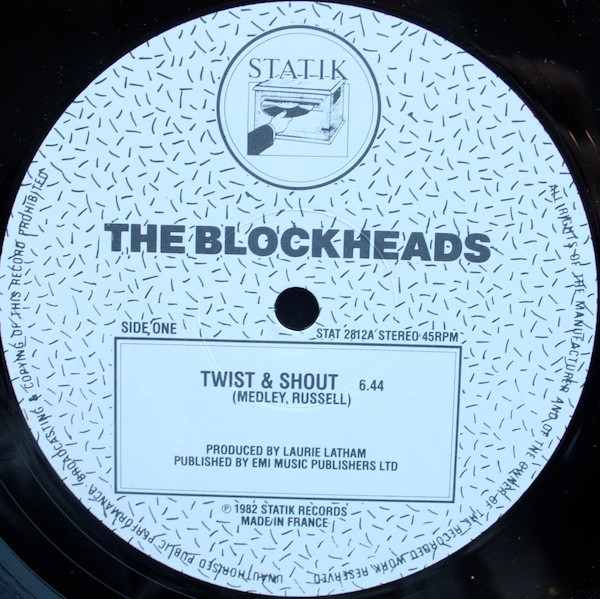 STATIK
THE BLOCKHEADS
SIDE ONE
STAT 2812A STEREO 45RPM
TWIST & SHOUT 6.44
(MEDLEY, RUSSELL)
PRODUCED BY LAURIE LATHAM
PUBLISHED BY EMI MUSIC PUBLISHERS LTD
℗ 1982 STATIK RECORDS
MADE IN FRANCE
ALL RIGHTS OF THE MANUFACTURER AND OF THE OWNER OF THE RECORDED WORK RESERVED
UNAUTHORISED PUBLIC PERFORMANCE BROADCASTING & COPYING OF THIS RECORD PROHIBITED